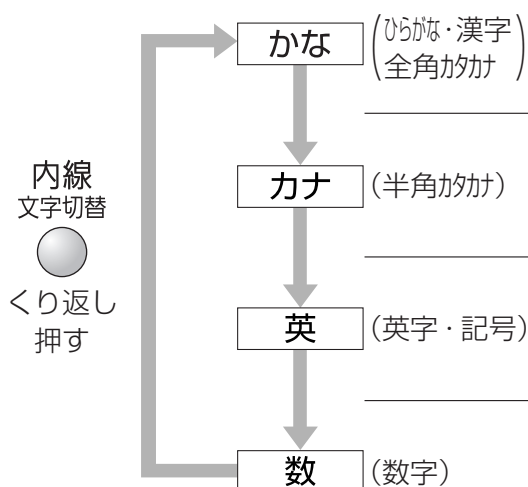 かな
(ひらがな・漢字
全角カタカナ)
内線
文字切替
くり返し
押す
カナ
(半角カタカナ)
英
(英字・記号)
数
(数字)